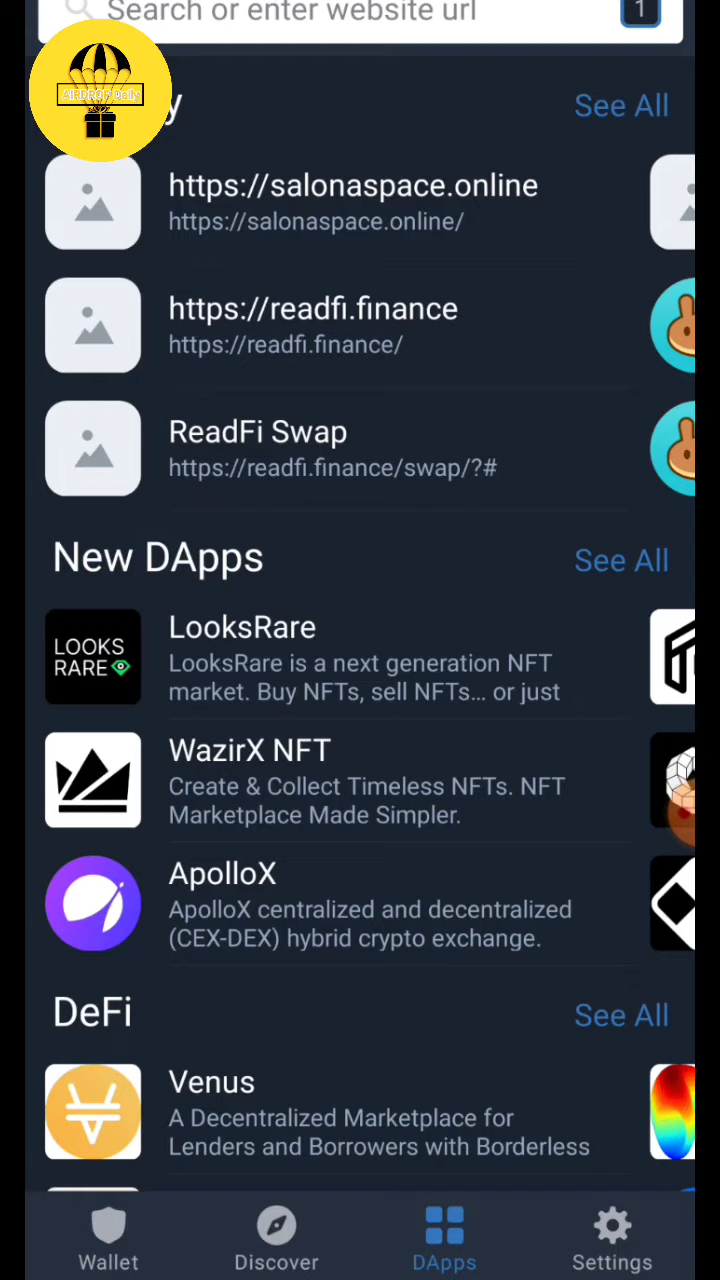 Search or enter website url
1
AIRDROP Daily
y
See All
https://salonaspace.online
https://salonaspace.online/
https://readfi.finance
https://readfi.finance/
ReadFi Swap
https://readfi.finance/swap/?#
New DApps
See All
LOOKS
RARE
LooksRare
LooksRare is a next generation NFT
market. Buy NFTs, sell NFTs... or just
WazirX NFT
Create & Collect Timeless NFTs. NFT
Marketplace Made Simpler.
ApolloX
ApolloX centralized and decentralized
(CEX-DEX) hybrid crypto exchange.
DeFi
See All
Venus
A Decentralized Marketplace for
Lenders and Borrowers with Borderless
Wallet
Discover
DApps
Settings